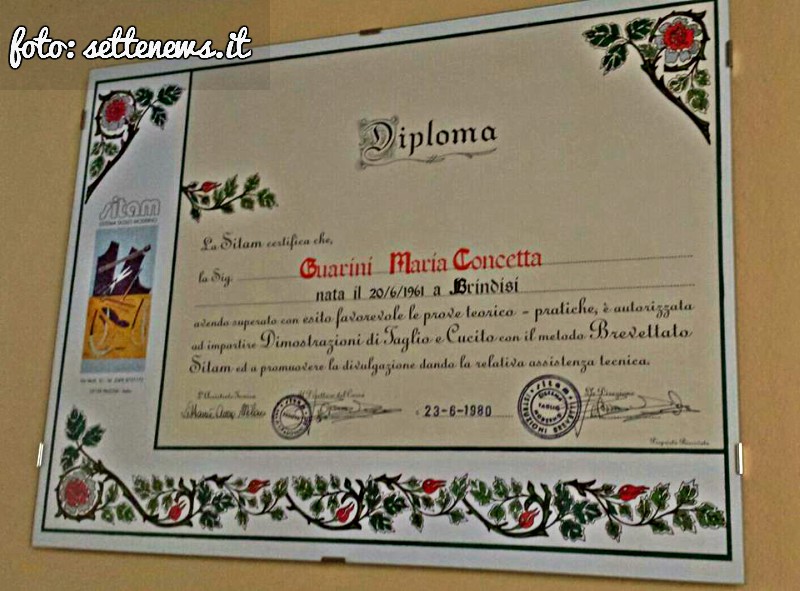 foto: settenews.it
Diploma
sitam
La Sitam certifica che,
la Sig. Guarini Maria Concetta
nata il 20/6/1961 a Brindisi
avendo superato con esito favorevole le prove teorico - pratiche, è autorizzata
ad impartire Dimostrazioni di Taglio e Cucito con il metodo Brevettato
Sitam ed a promuovere la divulgazione dando la relativa assistenza tecnica.
23-6-1980
sitam